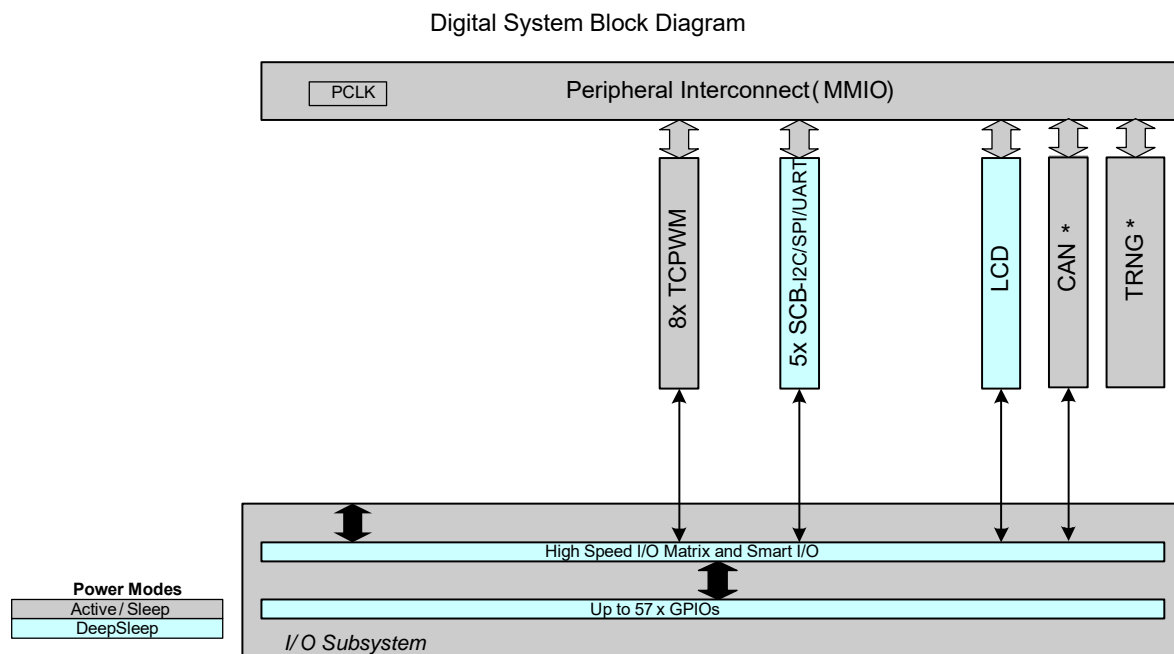 Digital System Block Diagram
PCLK
Peripheral Interconnect (MMIO)
8x TCPWM
5x SCB-I2C/SPI/UART
LCD
CAN *
TRNG *
High Speed I/O Matrix and Smart I/O
Power Modes
Active / Sleep
DeepSleep
Up to 57 x GPIOs
I/O Subsystem